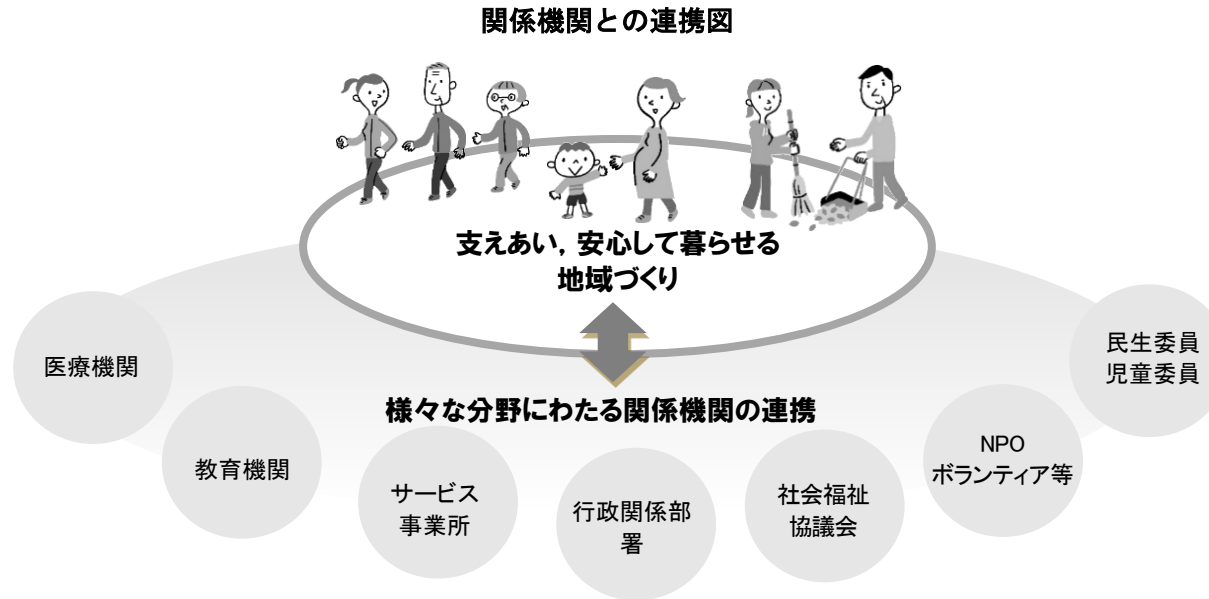 関係機関との連携図
支えあい，安心して暮らせる
地域づくり
様々な分野にわたる関係機関の連携
医療機関
教育機関
サービス
事業所
行政関係部
署
社会福祉
協議会
NPO
ボランティア等
民生委員
児童委員